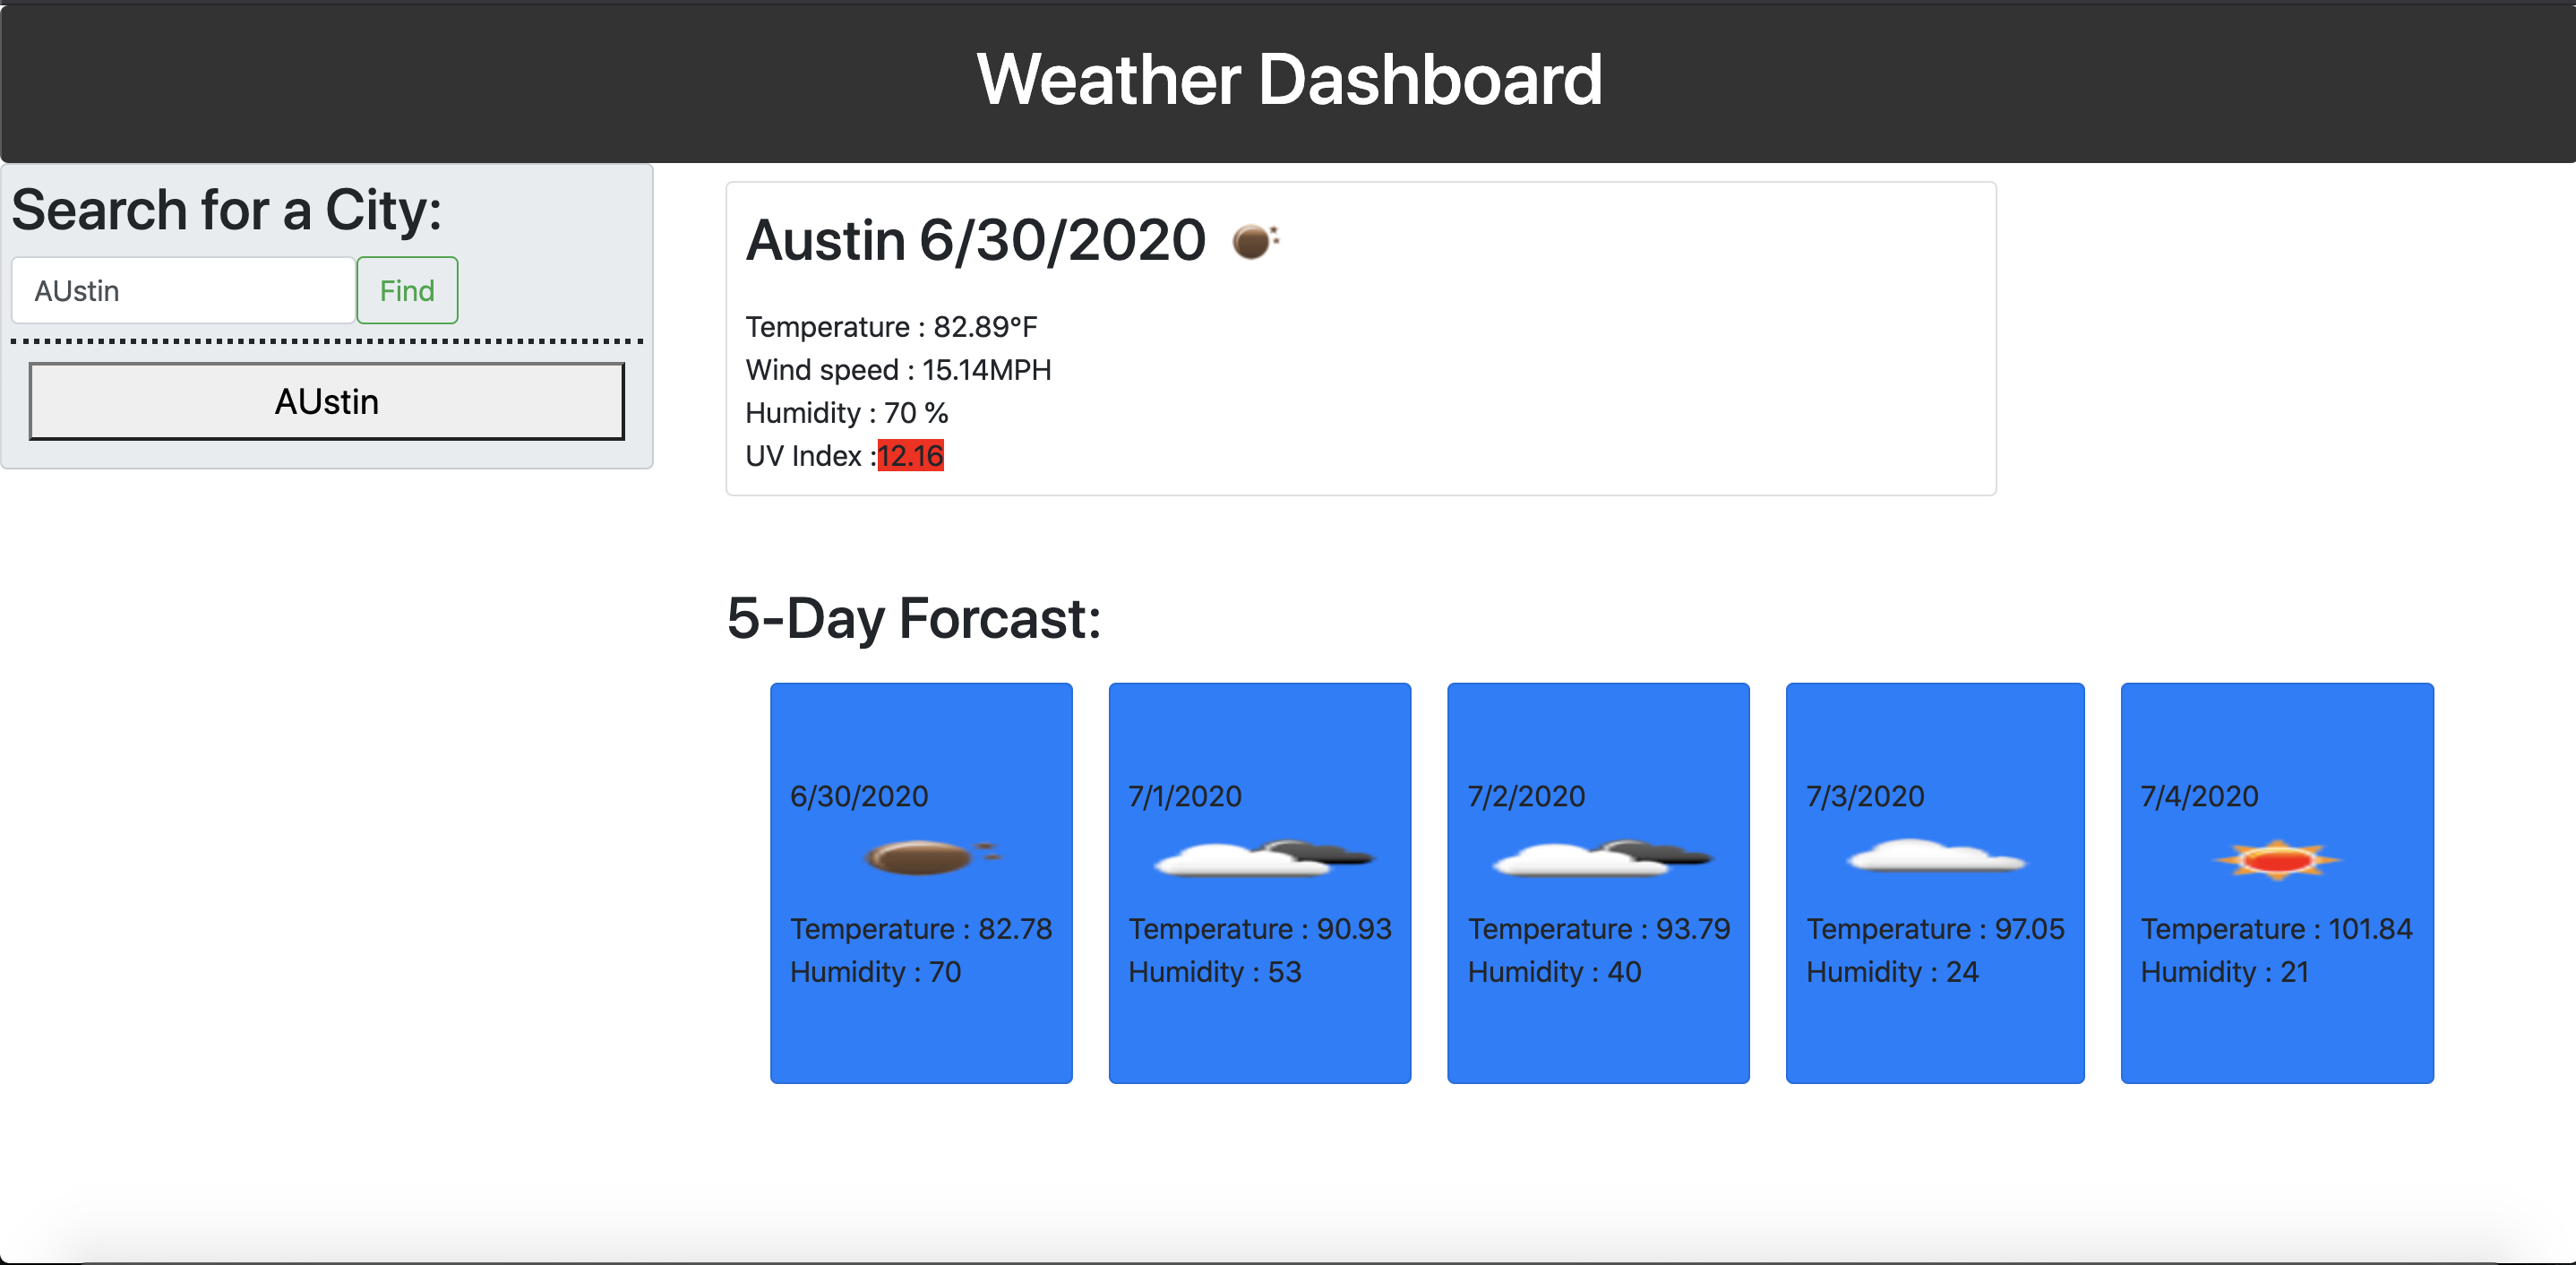 Weather Dashboard
Search for a City:
AUstin
Find
AUstin
Austin 6/30/2020
Temperature : 82.89°F
Wind speed : 15.14MPH
Humidity : 70 %
UV Index :12.16
5-Day Forcast:
6/30/2020
Temperature : 82.78
Humidity : 70
7/1/2020
Temperature : 90.93
Humidity : 53
7/2/2020
Temperature : 93.79
Humidity : 40
7/3/2020
Temperature : 97.05
Humidity : 24
7/4/2020
Temperature : 101.84
Humidity : 21